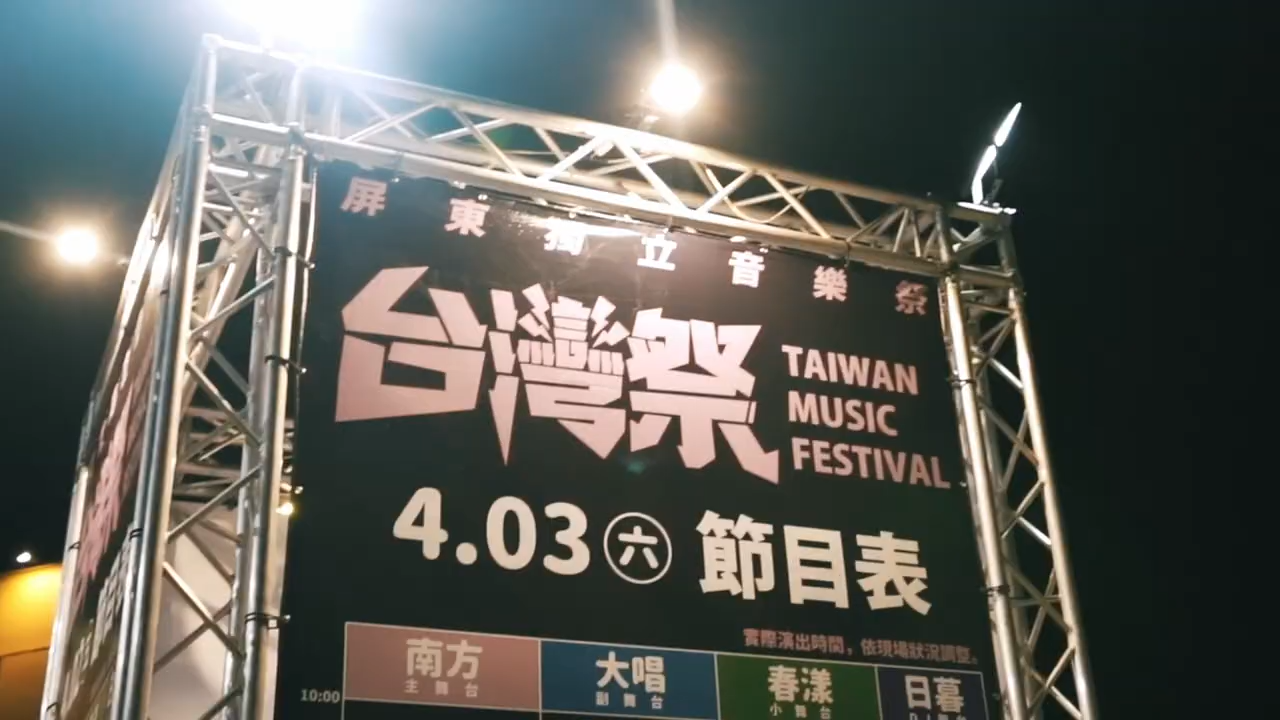 屏東獨立音樂祭
台灣祭
TAIWAN
MUSIC
FESTIVAL
4.03 六 節目表
實際演出時間，依現場狀況調整。
南方 大唱 春漾 日暮
主舞台 副舞台 小舞台
10:00